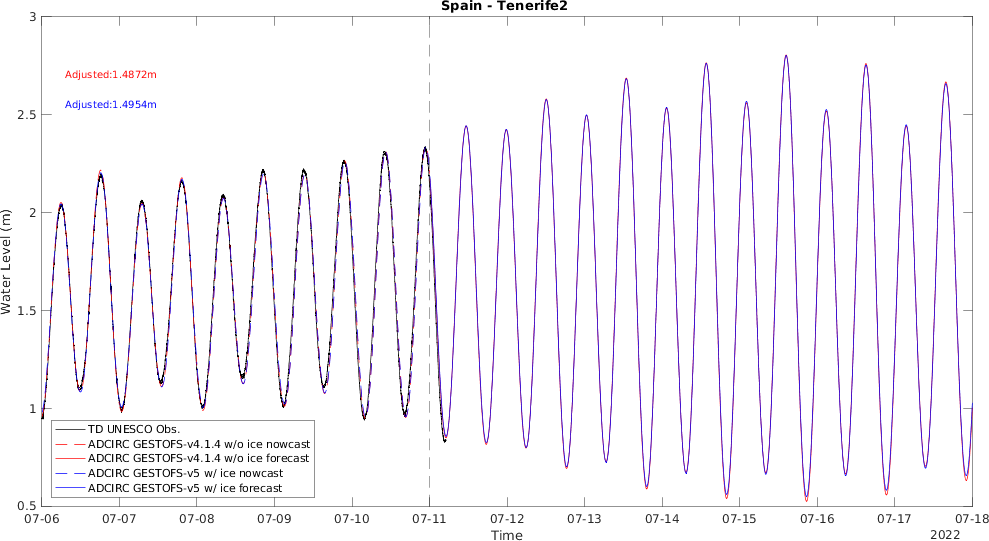 Spain - Tenerife2
3
Adjusted:1.4872m
Adjusted:1.4954m
2.5
2
Water Level (m)
1.5
1
TD UNESCO Obs.
ADCIRC GESTOFS-v4.1.4 w/o ice nowcast
ADCIRC GESTOFS-v4.1.4 w/o ice forecast
ADCIRC GESTOFS-v5 w/ ice nowcast
ADCIRC GESTOFS-v5 w/ ice forecast
0.5
07-06 07-07 07-08 07-09 07-10 07-11 07-12 07-13 07-14 07-15 07-16 07-17 07-18
Time
2022